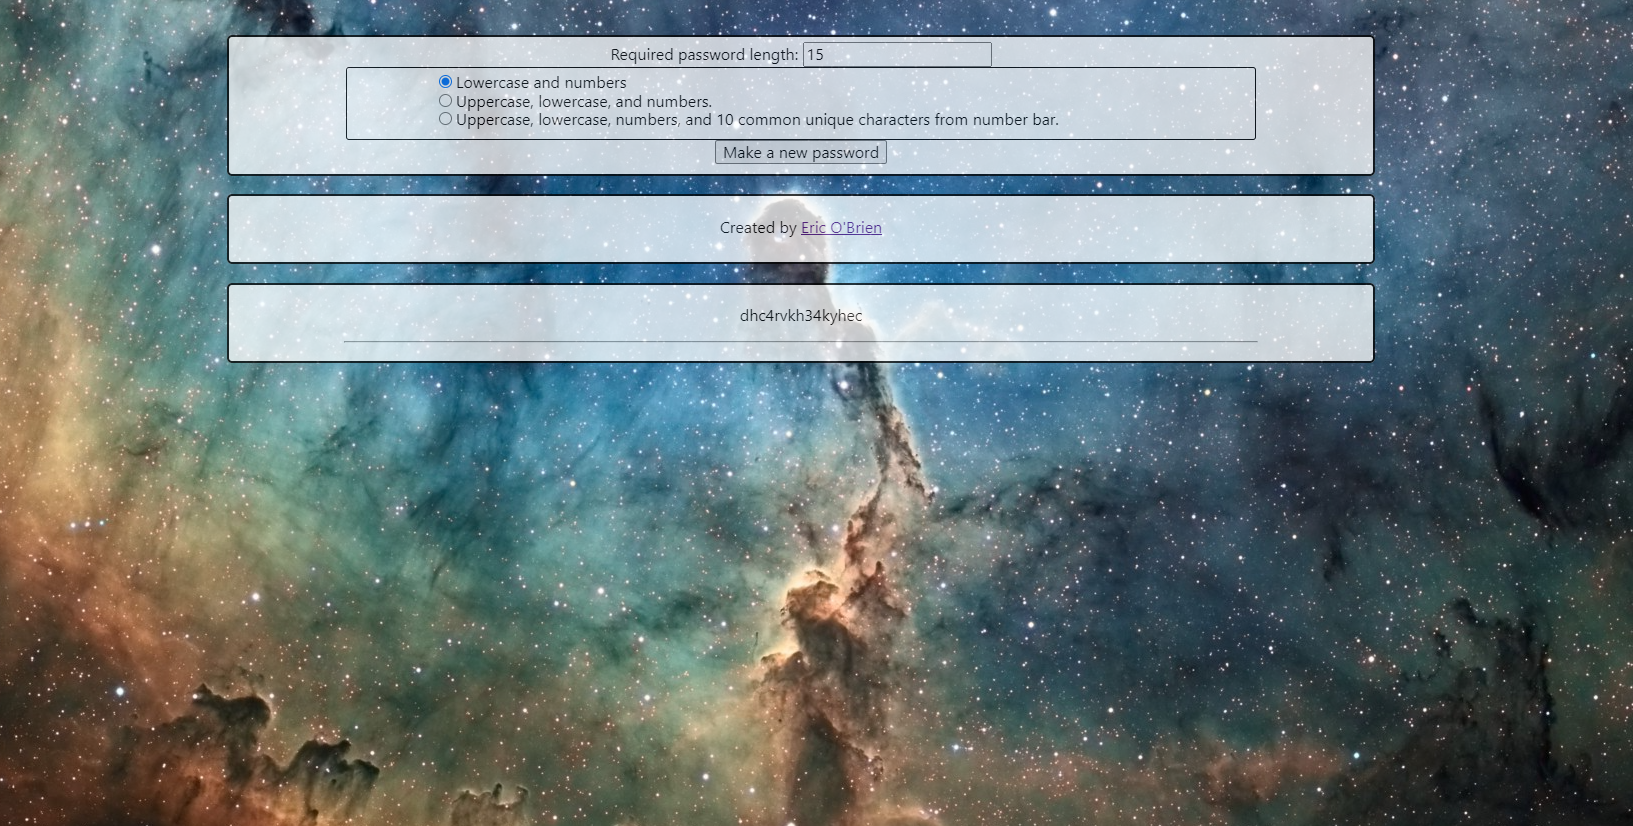 Required password length: 15
Lowercase and numbers
Uppercase, lowercase, and numbers.
Uppercase, lowercase, numbers, and 10 common unique characters from number bar.
Make a new password
Created by Eric O'Brien
dhc4rvkh34kyhec